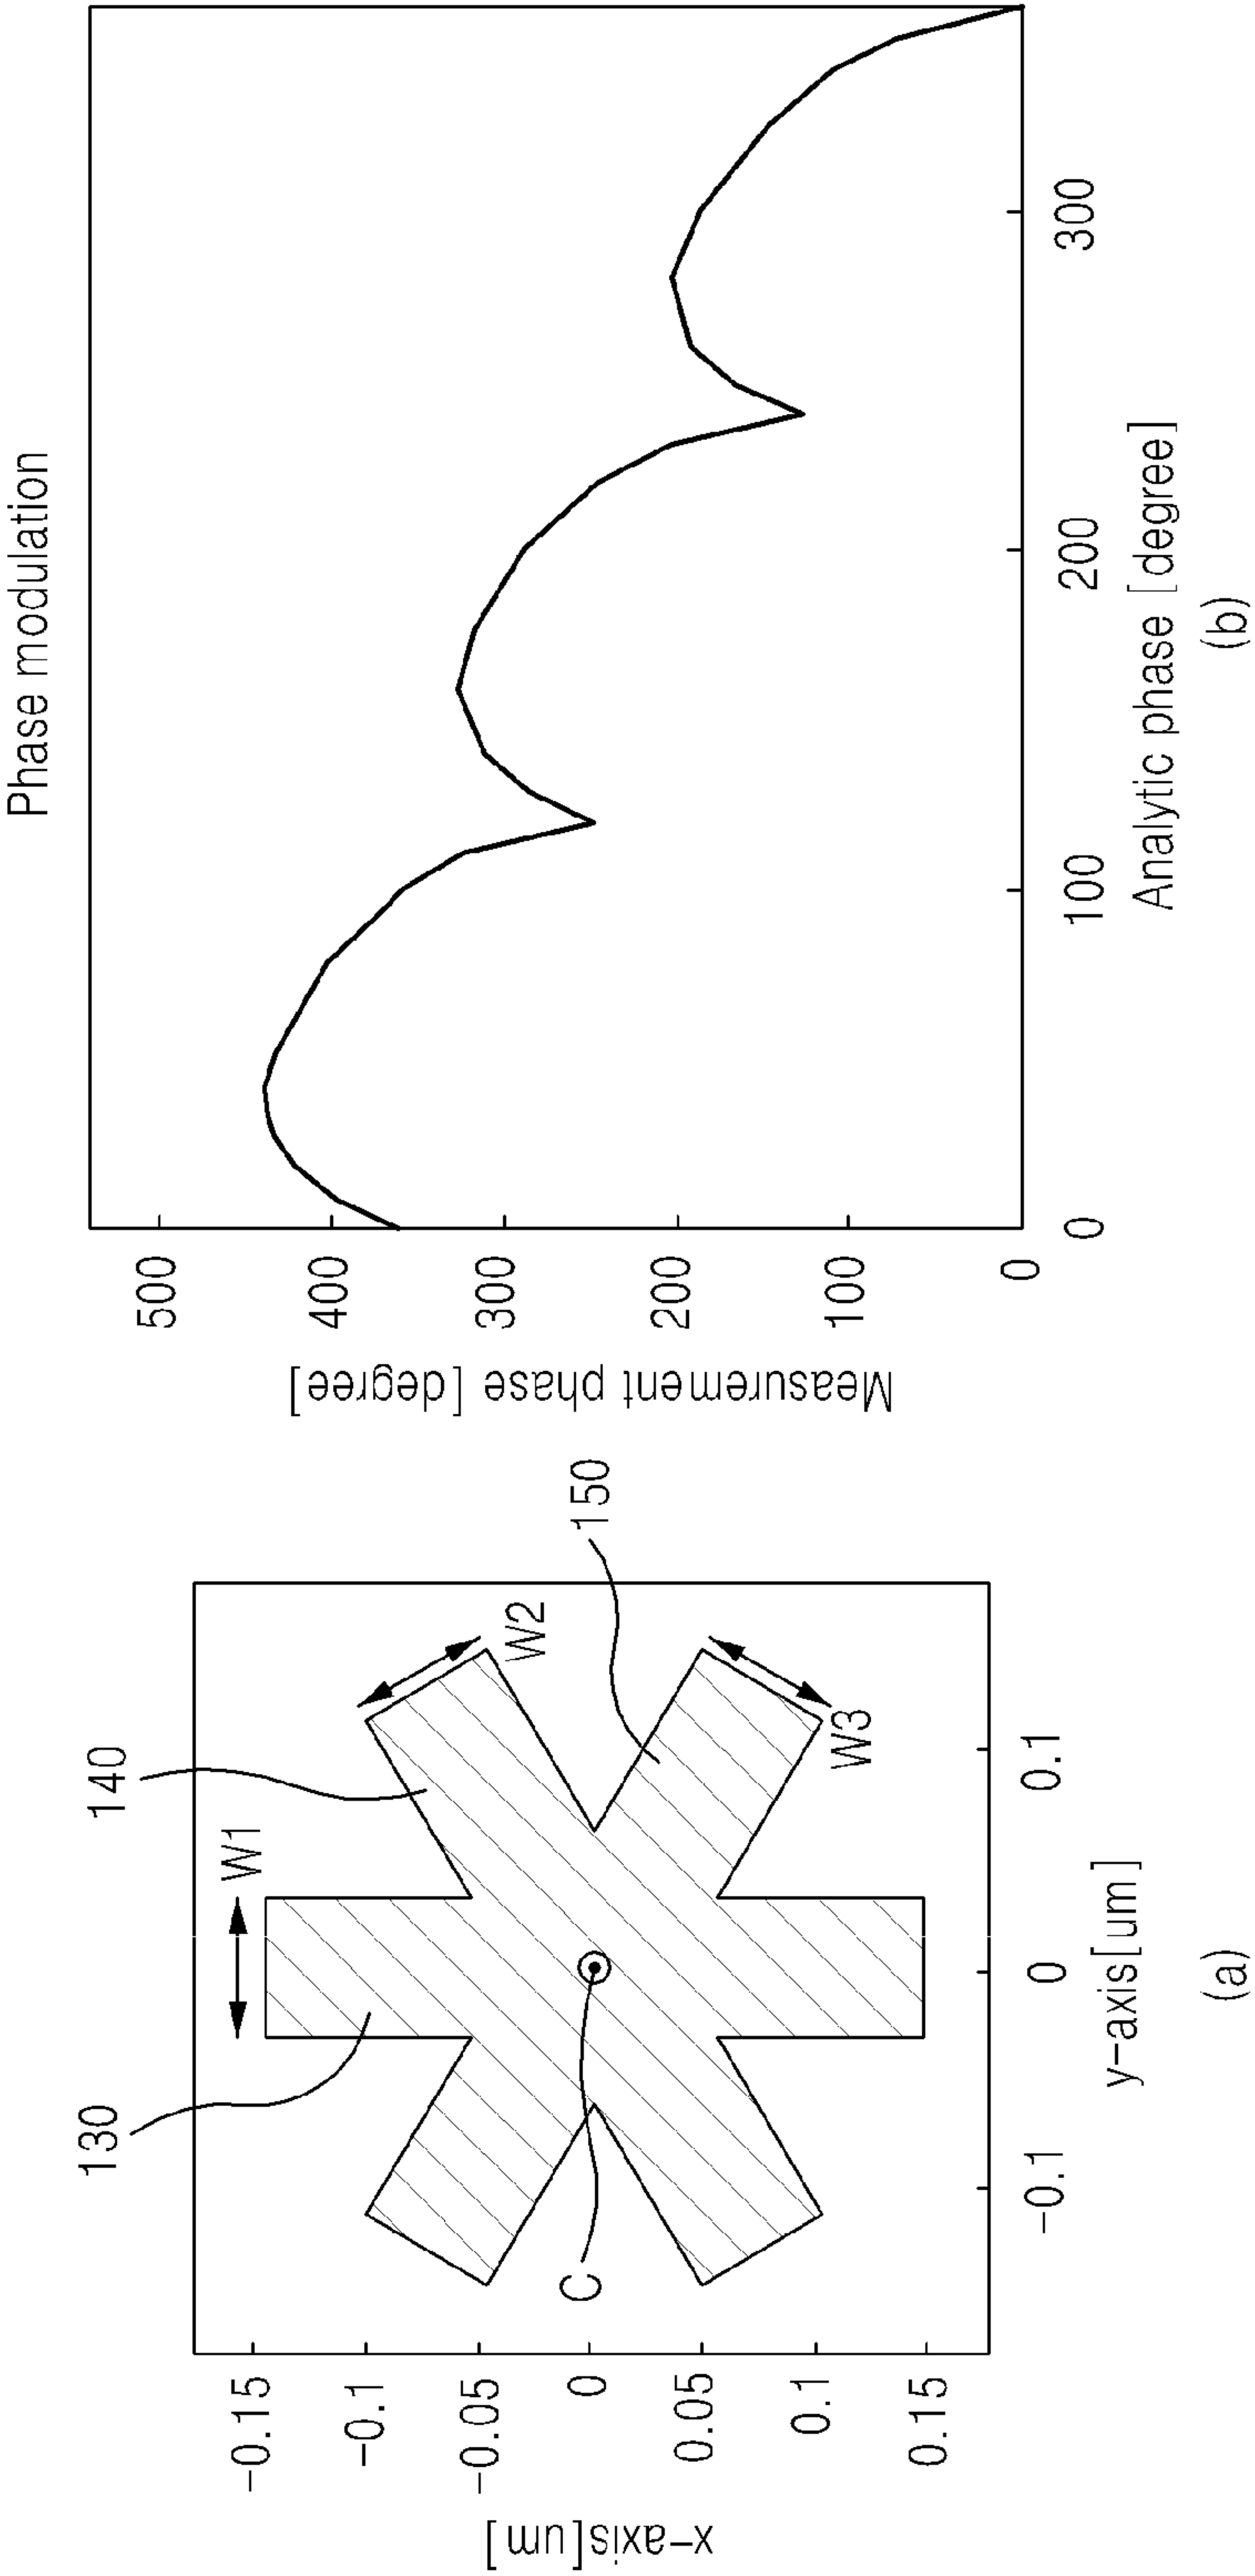 130
140
W1
W2
150
W3
C
-0.15
-0.1
-0.05
0
0.05
0.1
0.15
x-axis[um]
-0.1
0
0.1
y-axis[um]
(a)
Phase modulation
500
400
300
200
100
0
Measurement phase [degree]
0
100
200
300
Analytic phase [degree]
(b)